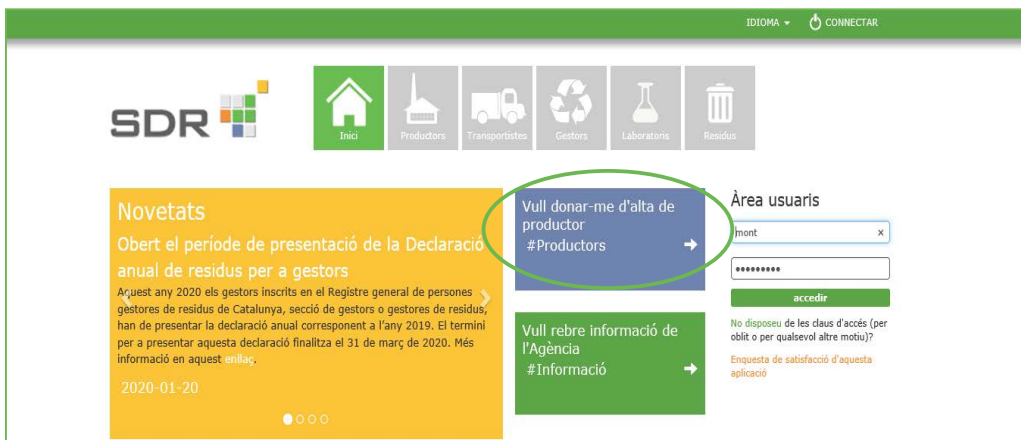 IDIOMA CONNECTAR
SDR
Inici Productors Transportistes Gestors Laboratoris Residus
Novetats
Obert el període de presentació de la Declaració
anual de residus per a gestors
Aquest any 2020 els gestors inscrits en el Registre general de persones
gestores de residus de Catalunya, secció de gestors o gestores de residus,
han de presentar la declaració anual corresponent a l'any 2019. El termini
per a presentar aquesta declaració finalitza el 31 de març de 2020. Més
informació en aquest enllaç.
2020-01-20
Vull donar-me d'alta de
productor
#Productors
Vull rebre informació de
l'Agència
#Informació
Àrea usuaris
mont ×
•••••••••
accedir
No disposeu de les claus d'accés (per
oblit o per qualsevol altre motiu)?
Enquesta de satisfacció d'aquesta
aplicació